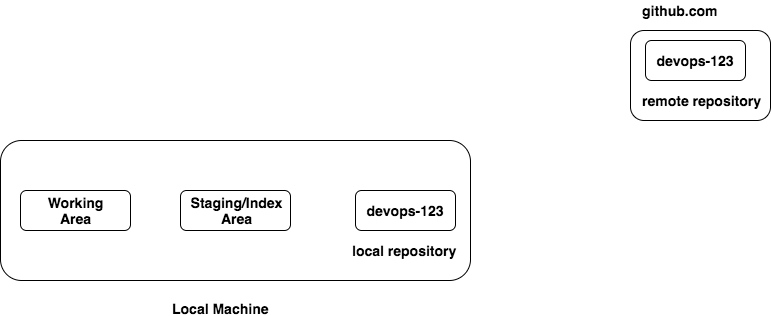 github.com
devops-123
remote repository
Working
Area
Staging/Index
Area
devops-123
local repository
Local Machine